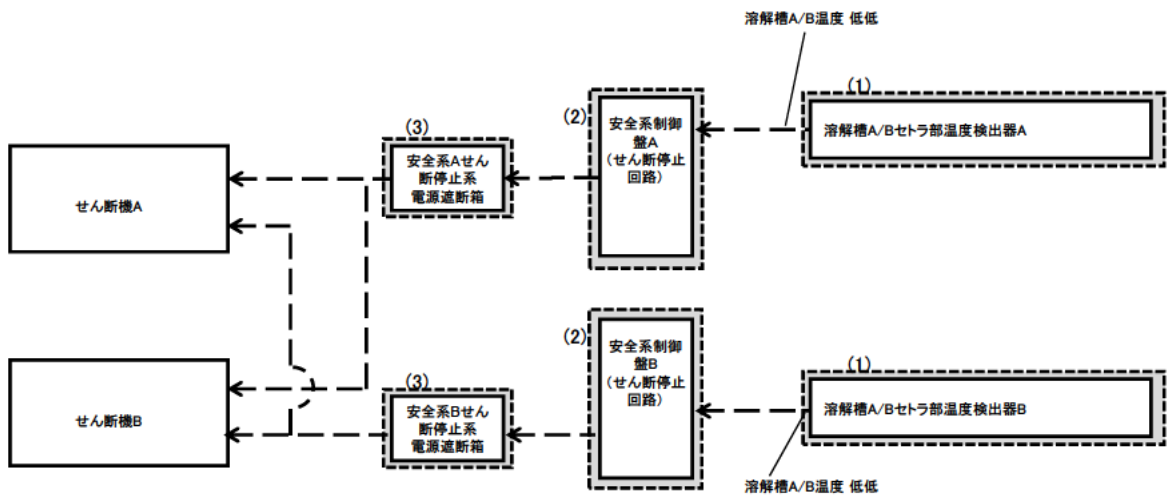 溶解槽A/B温度 低低
(1)
溶解槽A/Bセトラ部温度検出器A
(2)
安全系制御
盤A
(せん断停止
回路)
(3)
安全系Aせん
断停止系
電源遮断箱
せん断機A
(2)
安全系制御
盤B
(せん断停止
回路)
(1)
溶解槽A/Bセトラ部温度検出器B
(3)
安全系Bせん
断停止系
電源遮断箱
せん断機B
溶解槽A/B温度 低低